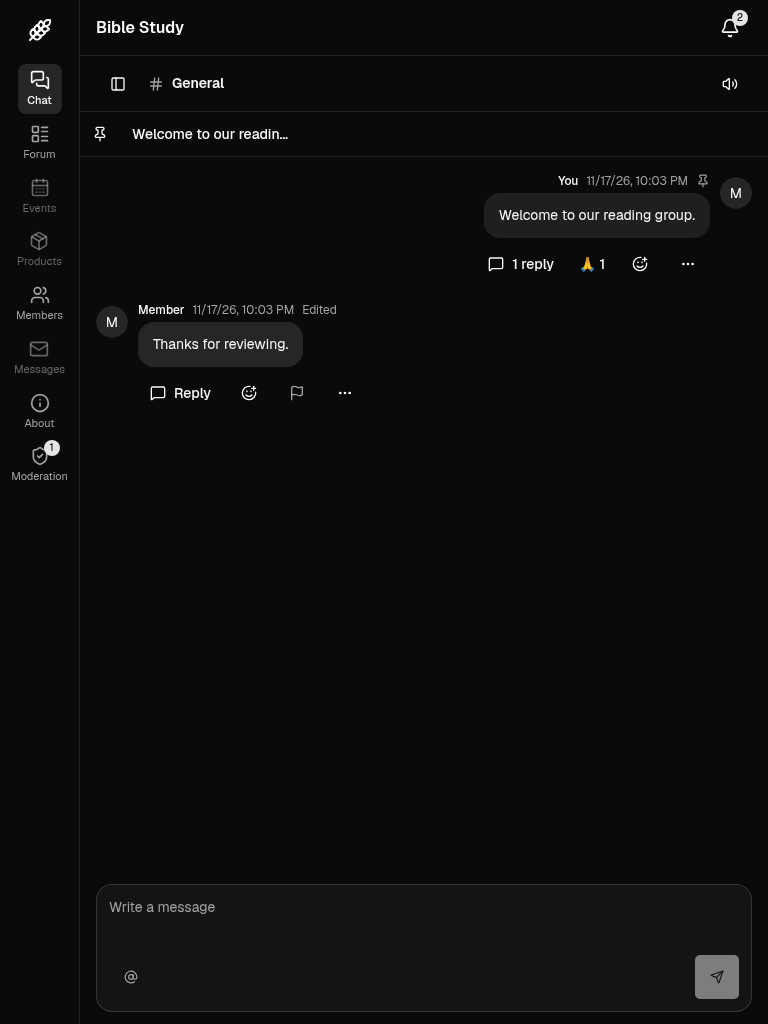 Bible Study
2
Chat
Forum
Events
Products
Members
Messages
About
1
Moderation
General
Welcome to our readin...
You 11/17/26, 10:03 PM
M
Welcome to our reading group.
1 reply 🙏 1
Member 11/17/26, 10:03 PM Edited
M
Thanks for reviewing.
Reply
Write a message